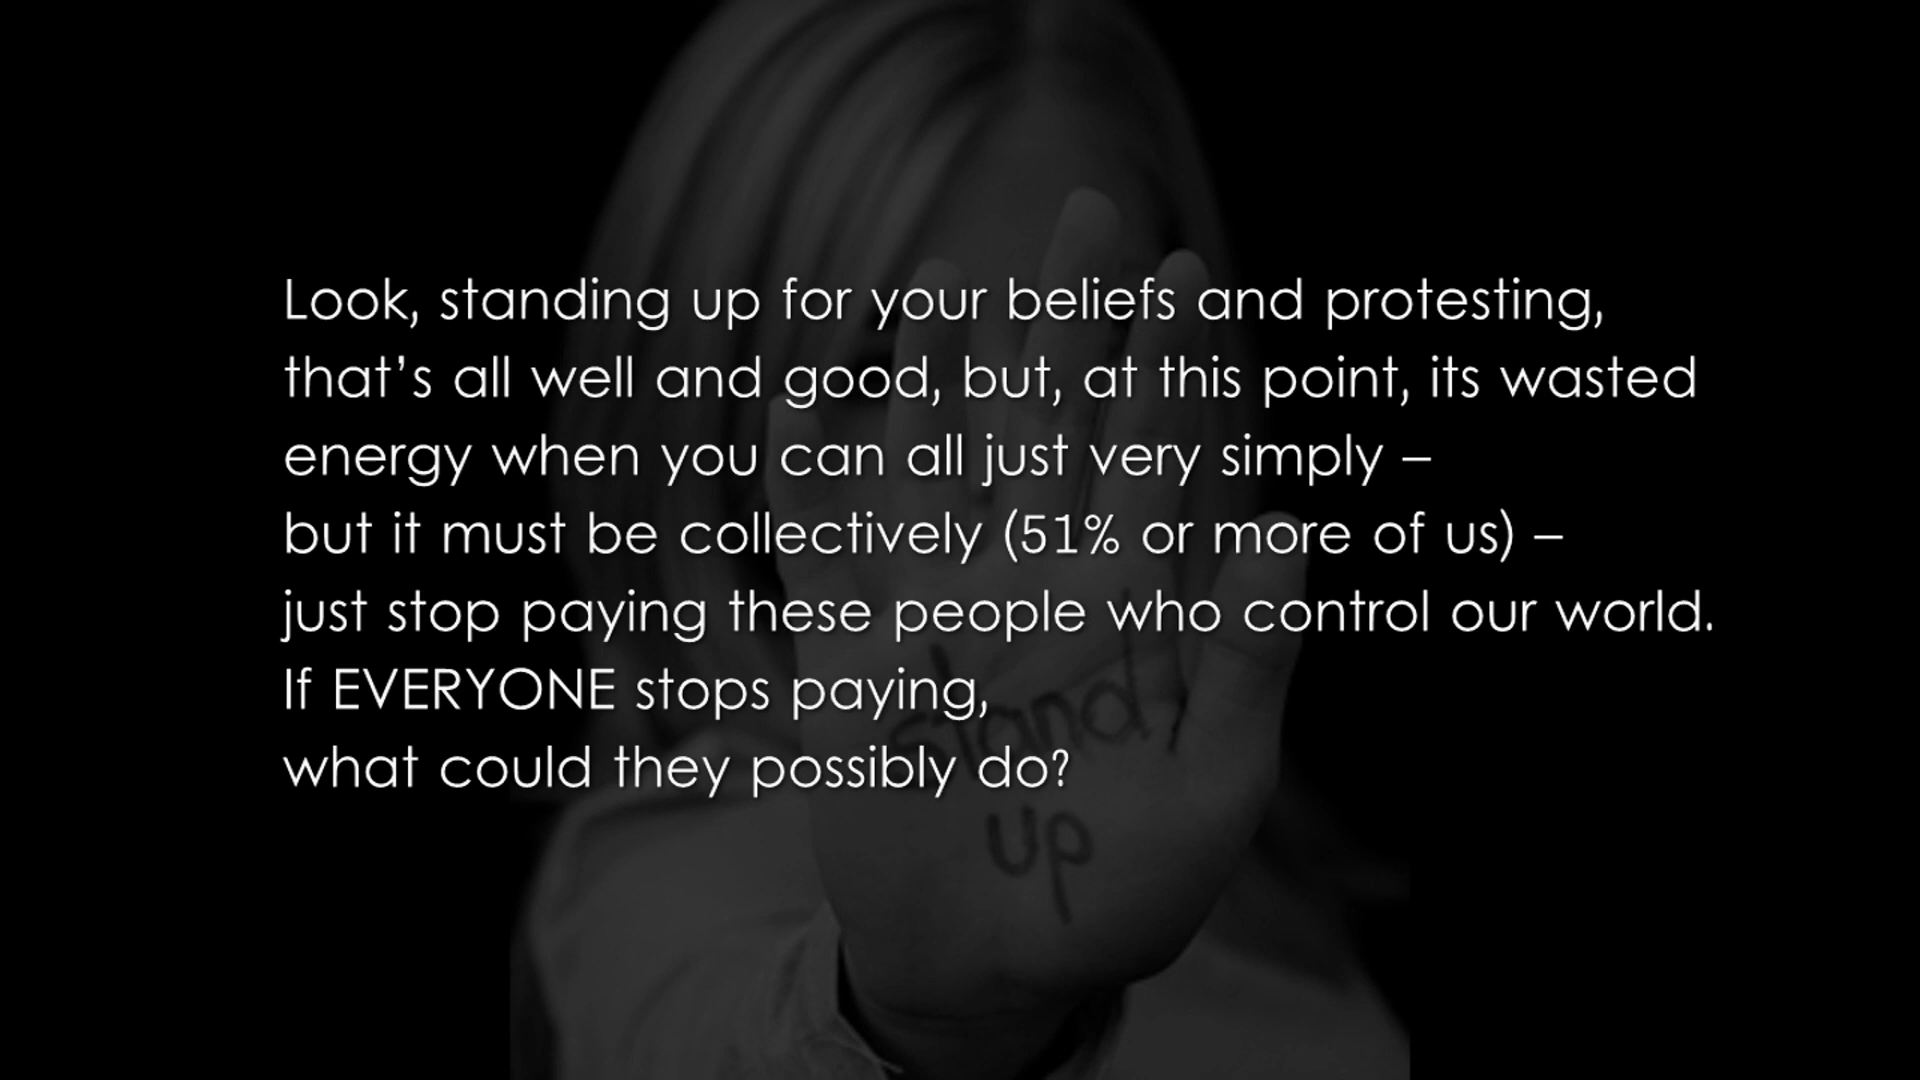 Look, standing up for your beliefs and protesting,
that’s all well and good, but, at this point, its wasted
energy when you can all just very simply –
but it must be collectively (51% or more of us) –
just stop paying these people who control our world.
If EVERYONE stops paying,
what could they possibly do?
stand
up